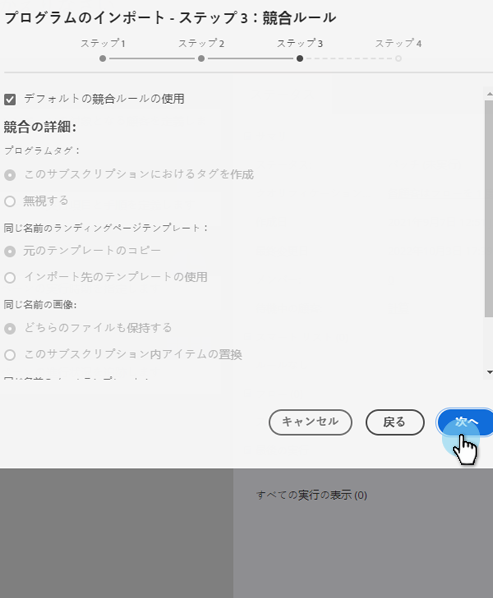 プログラムのインポート - ステップ 3：競合ルール
ステップ 1 ステップ 2 ステップ 3 ステップ 4
デフォルトの競合ルールの使用
競合の詳細:
プログラムタグ：
このサブスクリプションにおけるタグを作成
無視する
同じ名前のランディングページテンプレート：
元のテンプレートのコピー
インポート先のテンプレートの使用
同じ名前の画像:
どちらのファイルも保持する
このサブスクリプション内アイテムの置換
キャンセル 戻る 次へ
すべての実行の表示 (0)